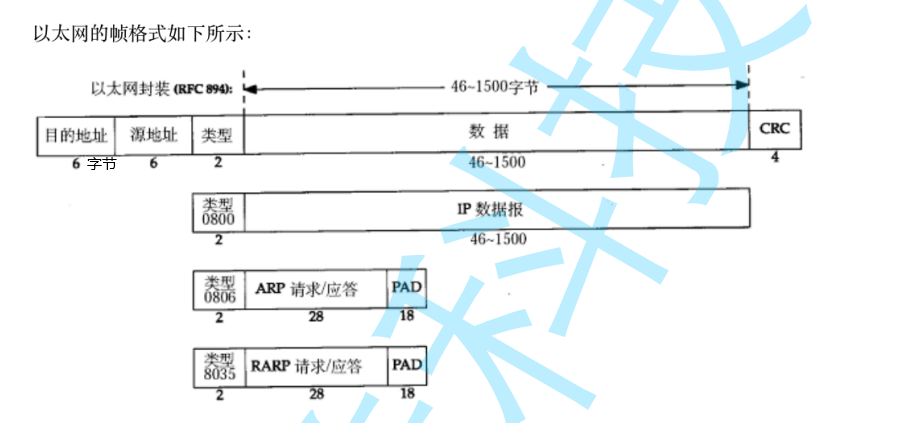 以太网的帧格式如下所示：
以太网封装(RFC 894): 46~1500字节
目的地址 源地址 类型 数 据 CRC
6 字节 6 2 46~1500 4
类型
0800 IP 数据报
2 46~1500
类型
0806 ARP 请求/应答 PAD
2 28 18
类型
8035 RARP 请求/应答 PAD
2 28 18
科技